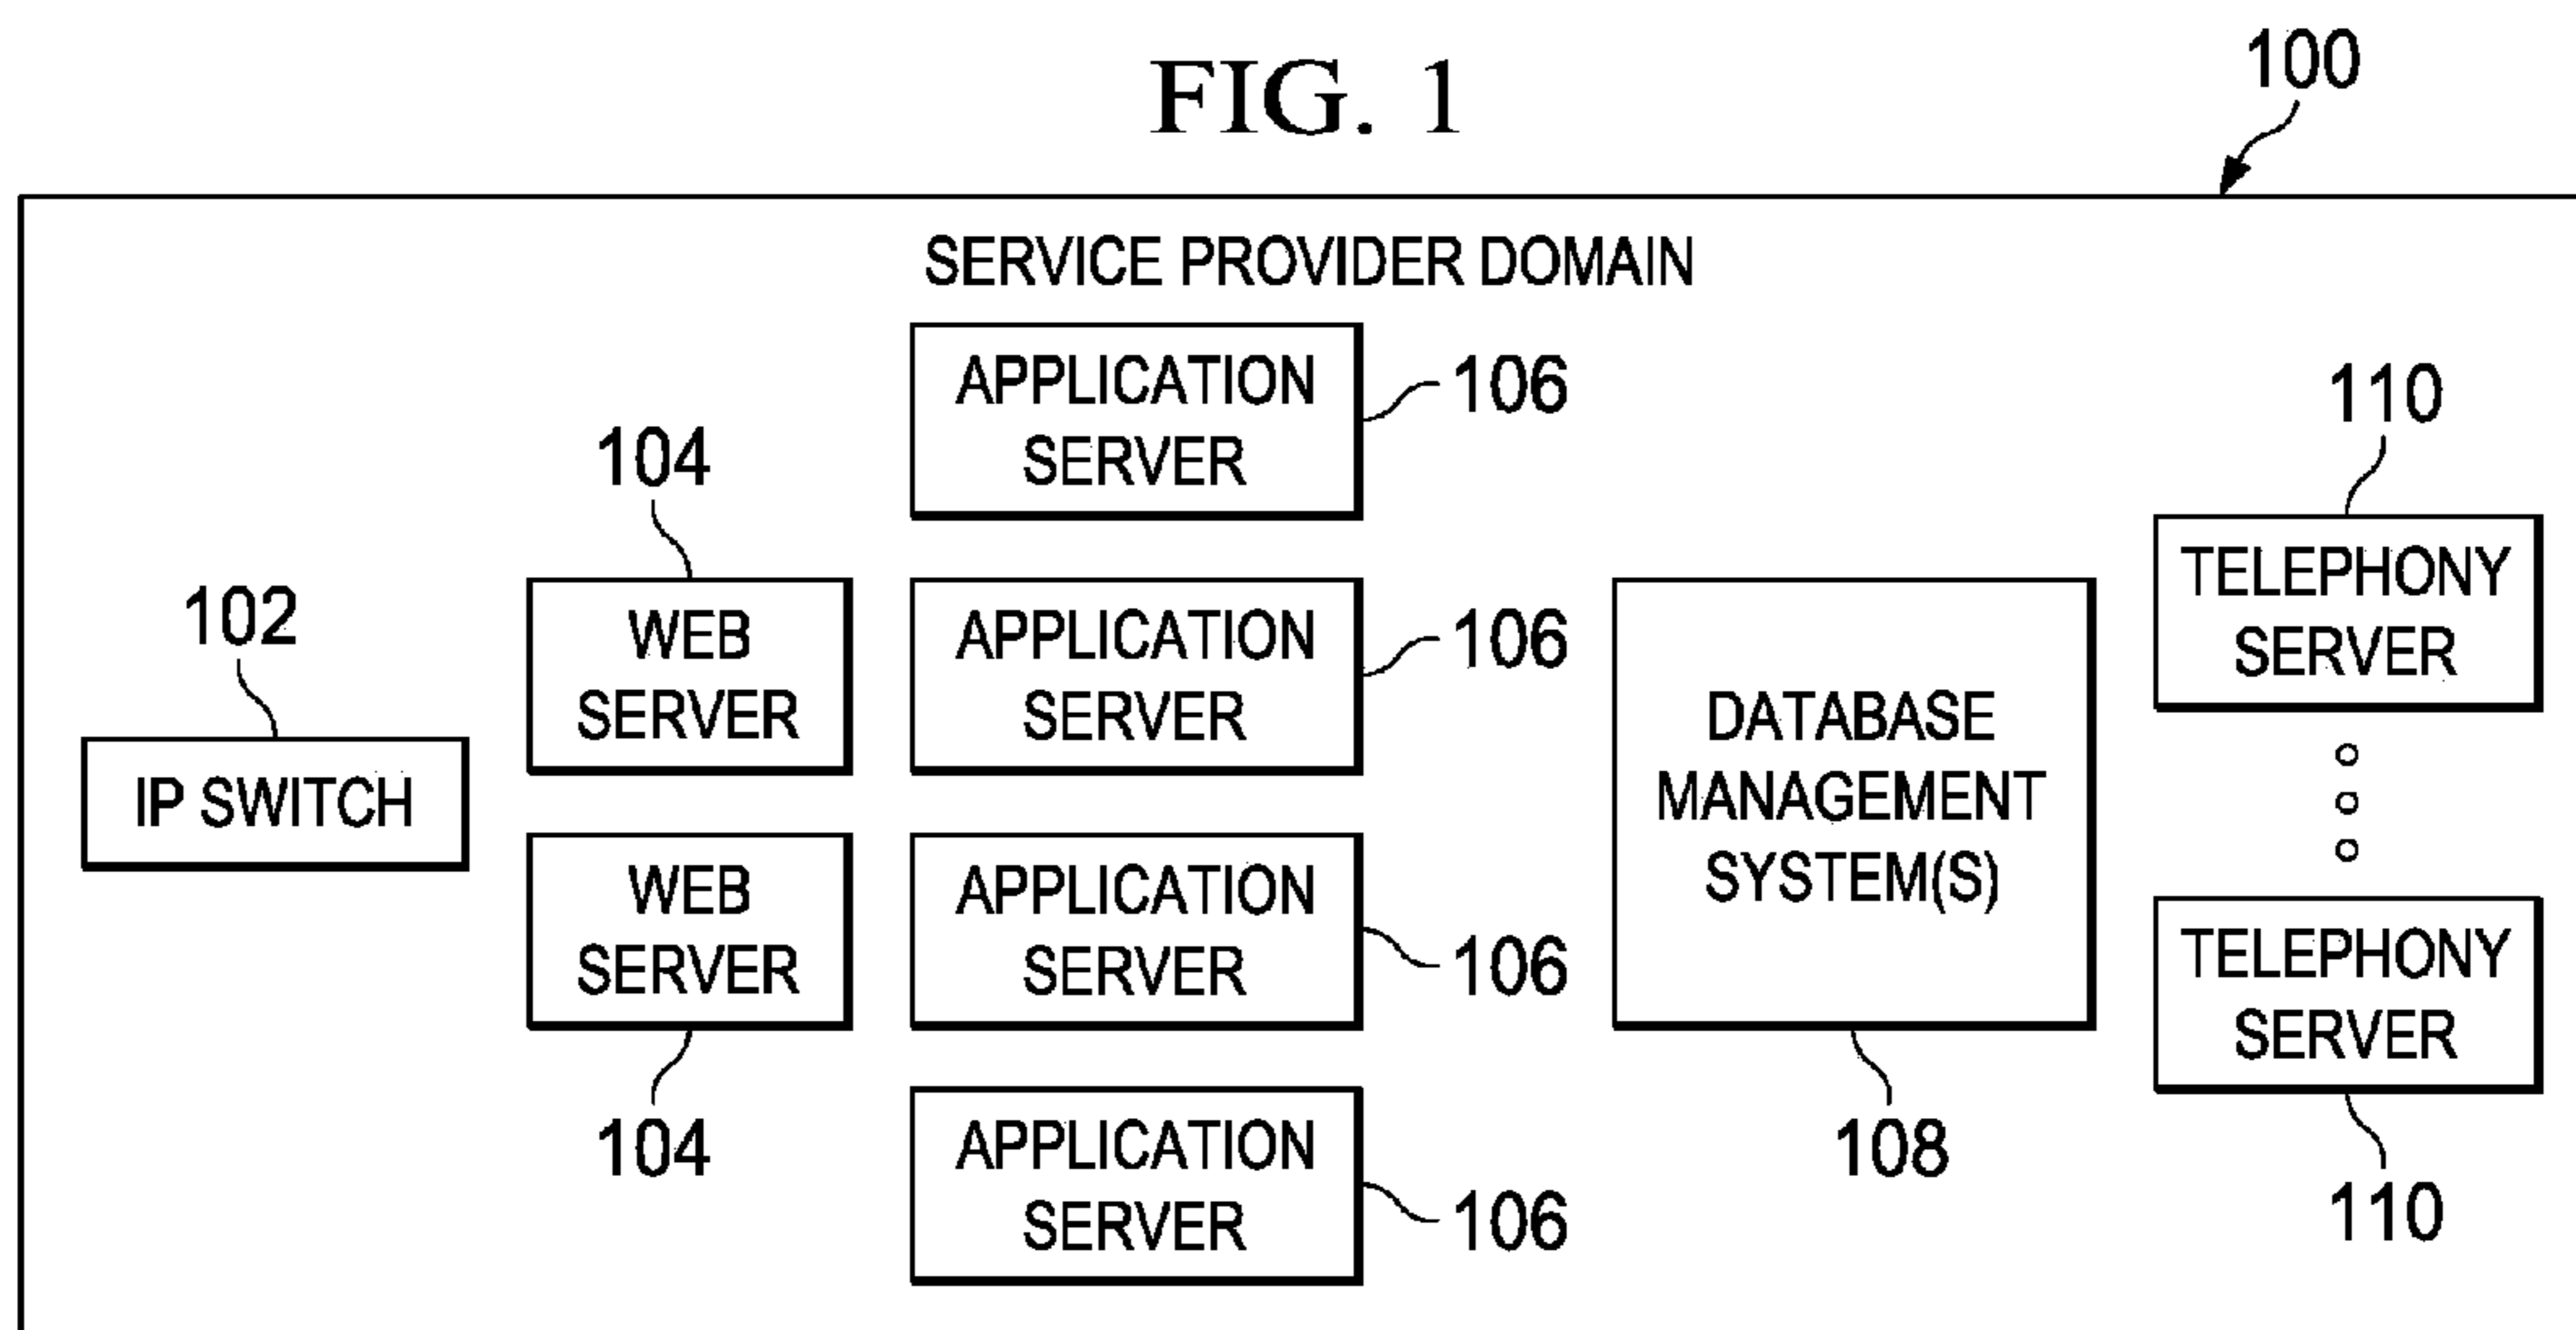 FIG. 1
100
SERVICE PROVIDER DOMAIN
102
IP SWITCH
104
WEB
SERVER
WEB
SERVER
104
APPLICATION
SERVER
106
APPLICATION
SERVER
106
APPLICATION
SERVER
106
APPLICATION
SERVER
106
DATABASE
MANAGEMENT
SYSTEM(S)
108
110
TELEPHONY
SERVER
TELEPHONY
SERVER
110